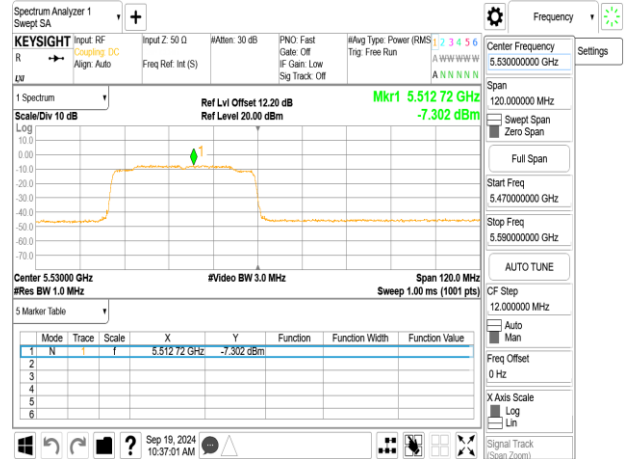 Spectrum Analyzer 1
Swept SA
KEYSIGHT
R
Input: RF
Coupling: DC
Align: Auto
Input Z: 50 Ω
Freq Ref: Int (S)
#Atten: 30 dB
PNO: Fast
Gate: Off
IF Gain: Low
Sig Track: Off
#Avg Type: Power (RMS
Trig: Free Run
1 2 3 4 5 6
A W W W W W
A N N N N N
1 Spectrum
Scale/Div 10 dB
Ref Lvl Offset 12.20 dB
Ref Level 20.00 dBm
Mkr1 5.512 72 GHz
-7.302 dBm
Log
10.0
0.00
-10.0
-20.0
-30.0
-40.0
-50.0
-60.0
-70.0
1
Center 5.53000 GHz
#Res BW 1.0 MHz
#Video BW 3.0 MHz
Span 120.0 MHz
Sweep 1.00 ms (1001 pts)
5 Marker Table
Mode Trace Scale X Y Function Function Width Function Value
1 N 1 f 5.512 72 GHz -7.302 dBm
2
3
4
5
6
Sep 19, 2024
10:37:01 AM
Frequency
Settings
Center Frequency
5.530000000 GHz
Span
120.000000 MHz
Swept Span
Zero Span
Full Span
Start Freq
5.470000000 GHz
Stop Freq
5.590000000 GHz
AUTO TUNE
CF Step
12.000000 MHz
Auto
Man
Freq Offset
0 Hz
X Axis Scale
Log
Lin
Signal Track
(Span Zoom)